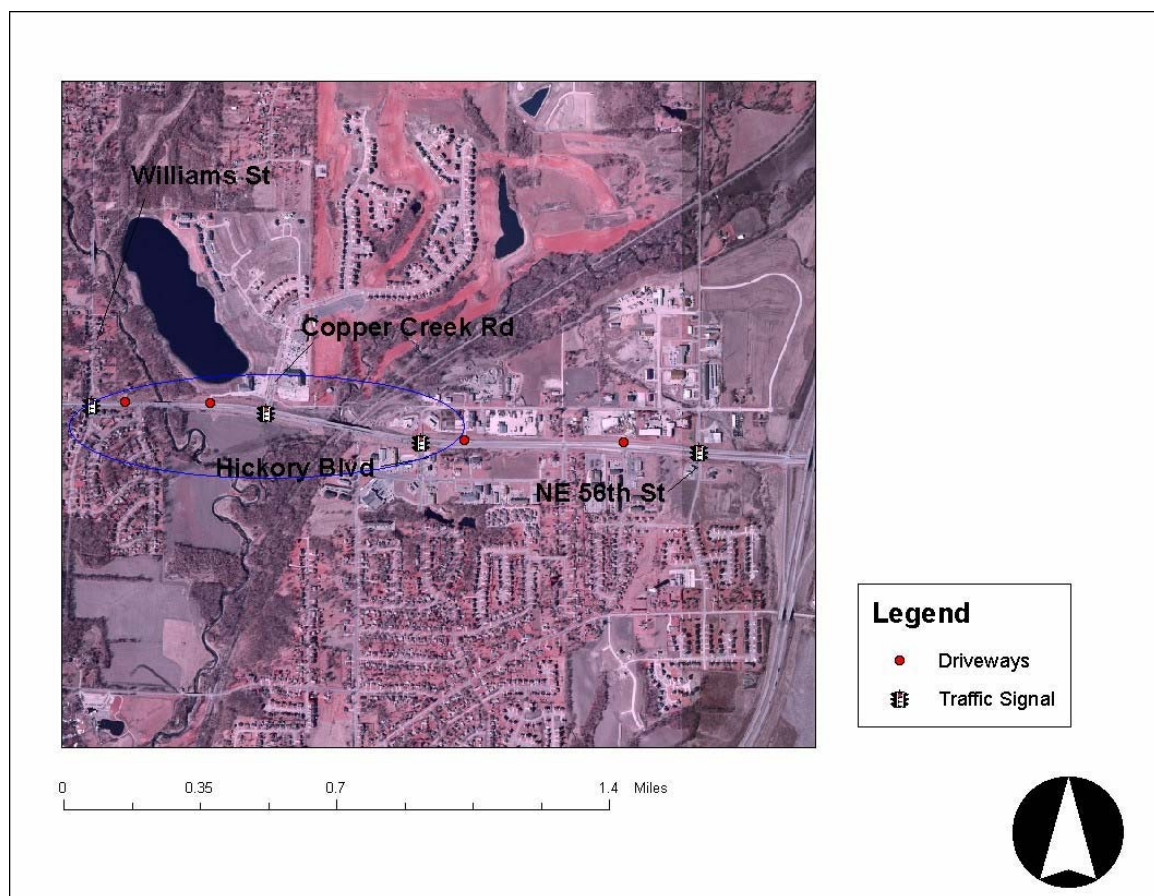 Williams St
Copper Creek Rd
Hickory Blvd
NE 56th St
Legend
Driveways
Traffic Signal
0 0.35 0.7 1.4 Miles